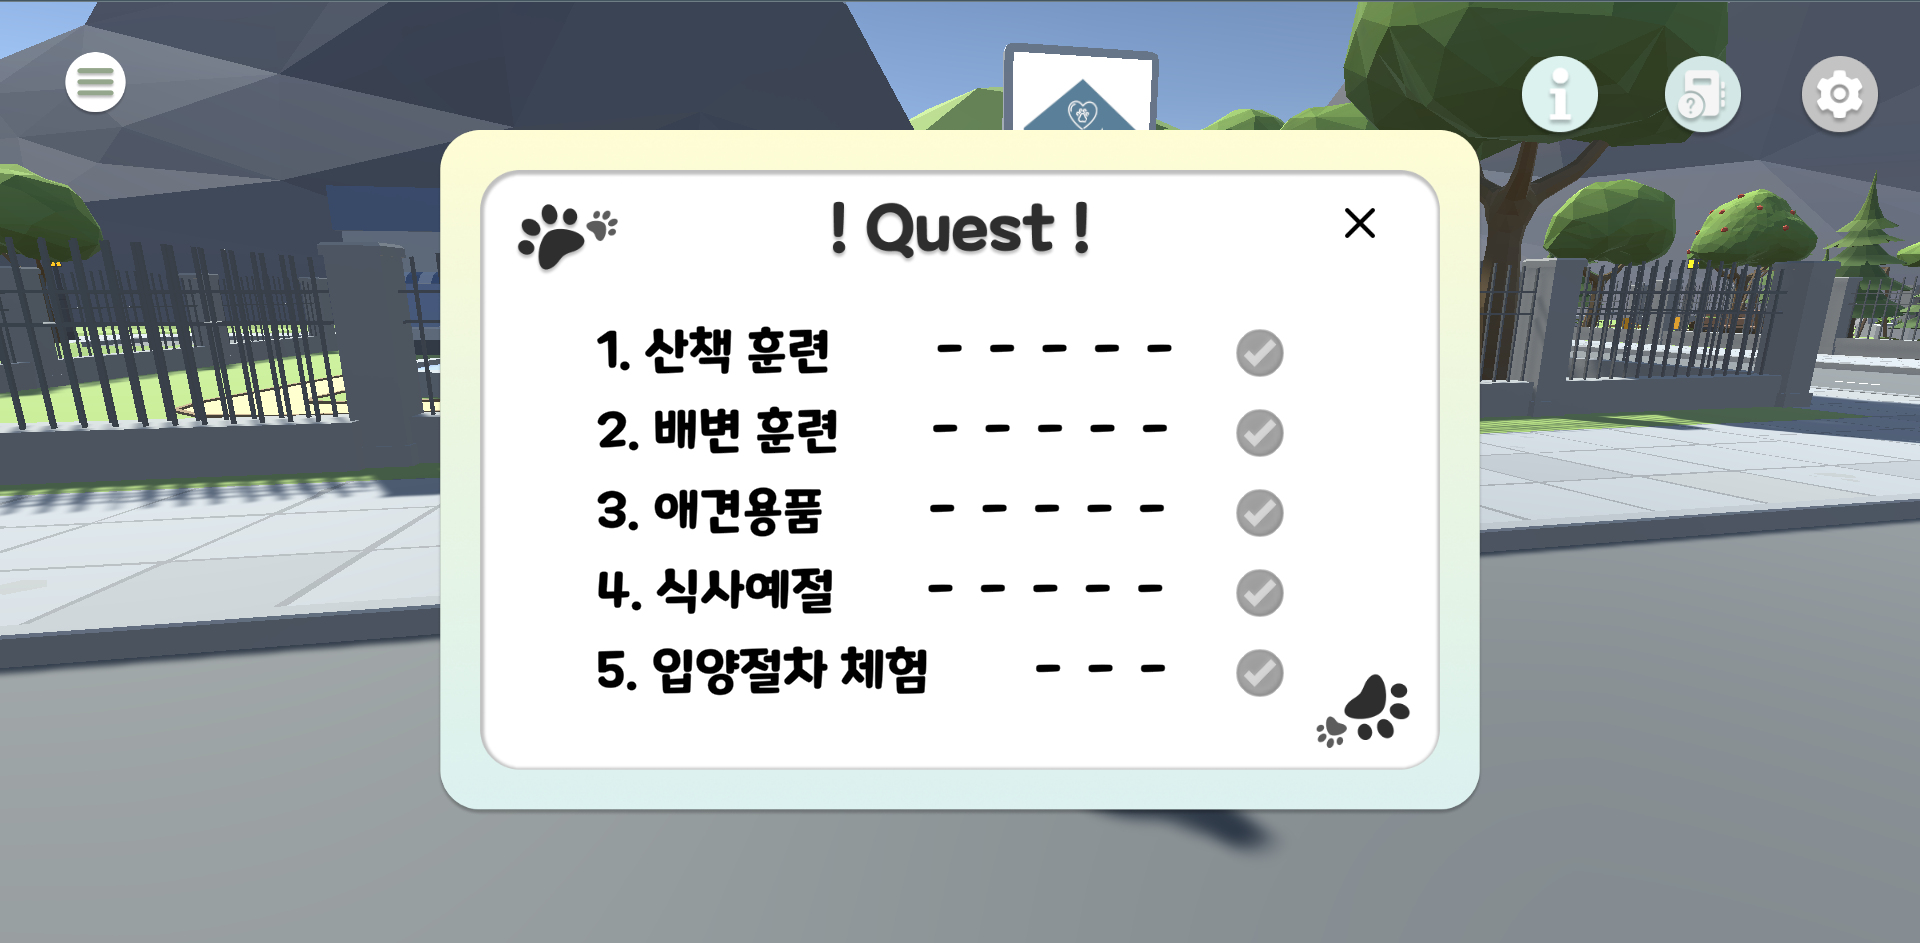 ! Quest !
1. 산책 훈련 - - - - -
2. 배변 훈련 - - - - -
3. 애견용품 - - - - -
4. 식사예절 - - - - -
5. 입양절차 체험 - - -